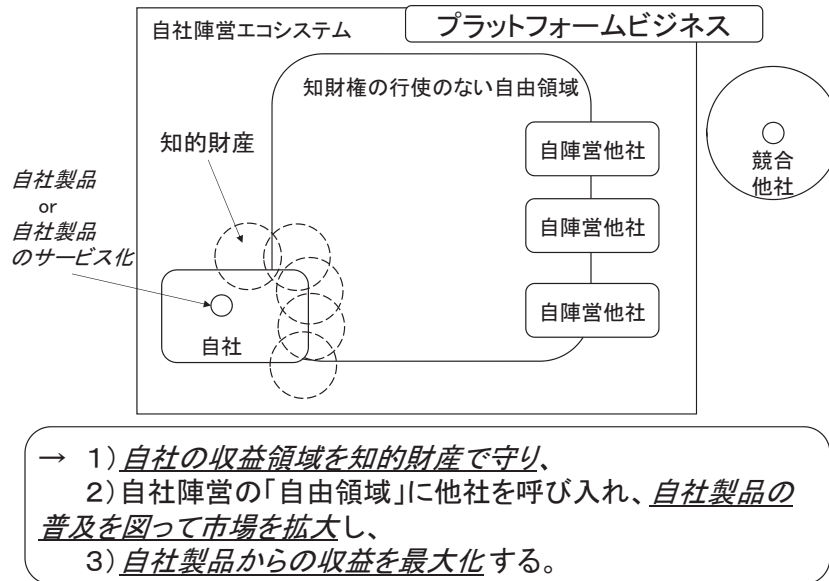 プラットフォームビジネス
自社陣営エコシステム
知財権の行使のない自由領域
知的財産
自陣営他社
自陣営他社
自陣営他社
競合
他社
自社製品
or
自社製品
のサービス化
自社
→ 1)自社の収益領域を知的財産で守り、
2)自社陣営の「自由領域」に他社を呼び入れ、自社製品の
普及を図って市場を拡大し、
3)自社製品からの収益を最大化する。